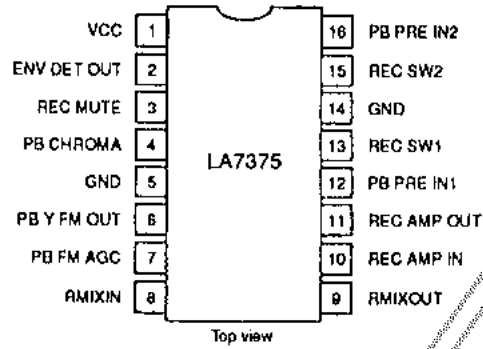 VCC 1 16 PB PRE IN2
ENV DET OUT 2 15 REC SW2
REC MUTE 3 14 GND
PB CHROMA 4 13 REC SW1
LA7375
GND 5 12 PB PRE IN1
PB Y FM OUT 6 11 REC AMP OUT
PB FM AGC 7 10 REC AMP IN
RMIXIN 8 9 RMIXOUT
Top view